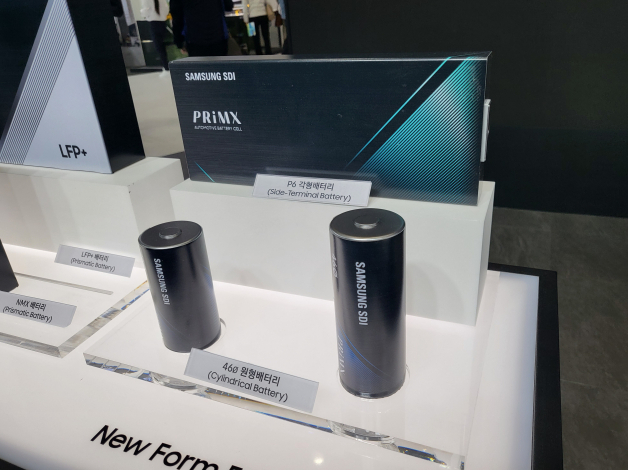 SAMSUNG SDI
PRiMX
AUTOMOTIVE BATTERY CELL
LFP+
P6 각형배터리
(Side-Terminal Battery)
LFP+ 배터리
(Prismatic Battery)
NMX 배터리
(Prismatic Battery)
SAMSUNG SDI
SAMSUNG SDI
46ø 원형배터리
(Cylindrical Battery)
New Form